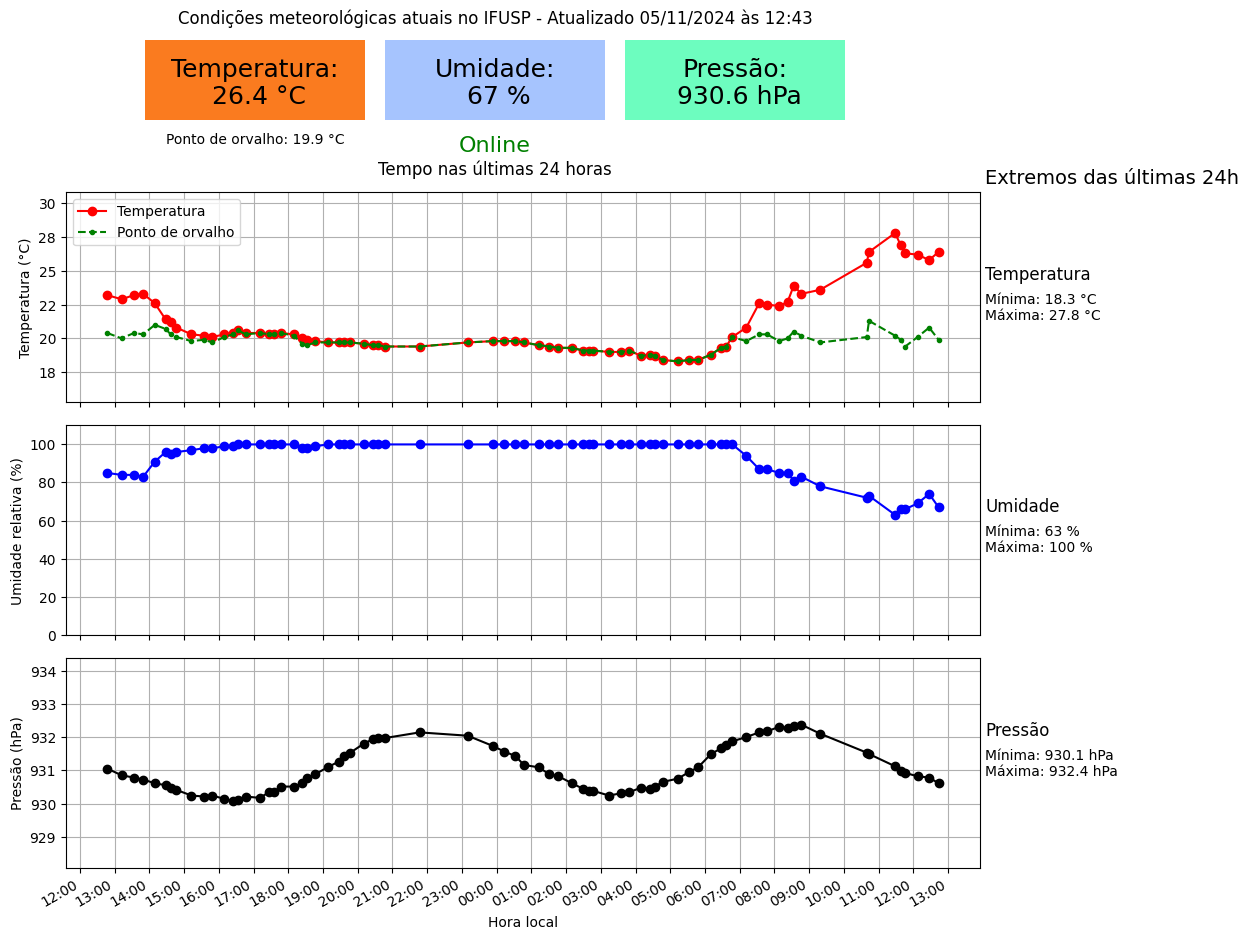 Condições meteorológicas atuais no IFUSP - Atualizado 05/11/2024 às 12:43
Temperatura:
26.4 °C
Umidade:
67 %
Pressão:
930.6 hPa
Ponto de orvalho: 19.9 °C
Online
Tempo nas últimas 24 horas
Extremos das últimas 24h
Temperatura (°C)
30
28
25
22
20
18
Temperatura
Ponto de orvalho
Temperatura
Mínima: 18.3 °C
Máxima: 27.8 °C
Umidade relativa (%)
100
80
60
40
20
0
Umidade
Mínima: 63 %
Máxima: 100 %
Pressão (hPa)
934
933
932
931
930
929
Pressão
Mínima: 930.1 hPa
Máxima: 932.4 hPa
12:00 13:00 14:00 15:00 16:00 17:00 18:00 19:00 20:00 21:00 22:00 23:00 00:00 01:00 02:00 03:00 04:00 05:00 06:00 07:00 08:00 09:00 10:00 11:00 12:00 13:00
Hora local